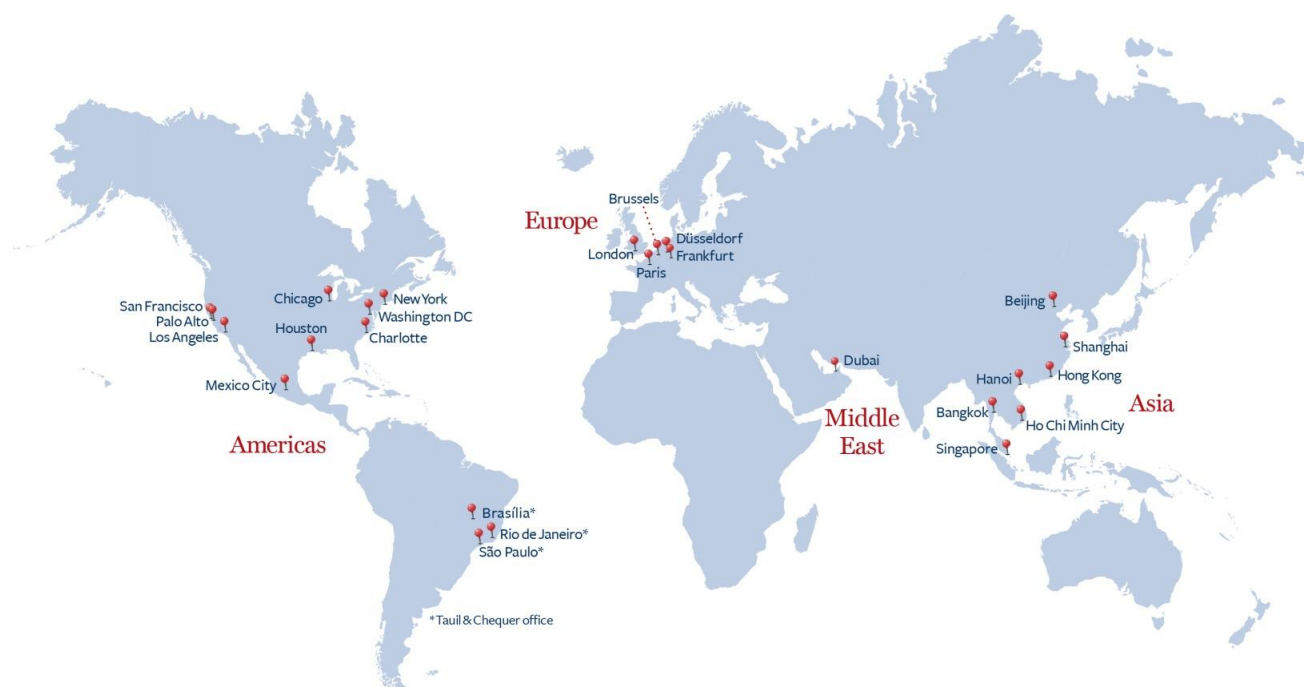 Brussels
Europe
Düsseldorf
London
Frankfurt
Paris
San Francisco
Chicago
New York
Beijing
Palo Alto
Washington DC
Los Angeles
Houston
Charlotte
Shanghai
Dubai
Mexico City
Hanoi
Hong Kong
Bangkok
Asia
Middle
East
Ho Chi Minh City
Americas
Singapore
Brasília*
Rio de Janeiro*
São Paulo*
*Tauil & Chequer office